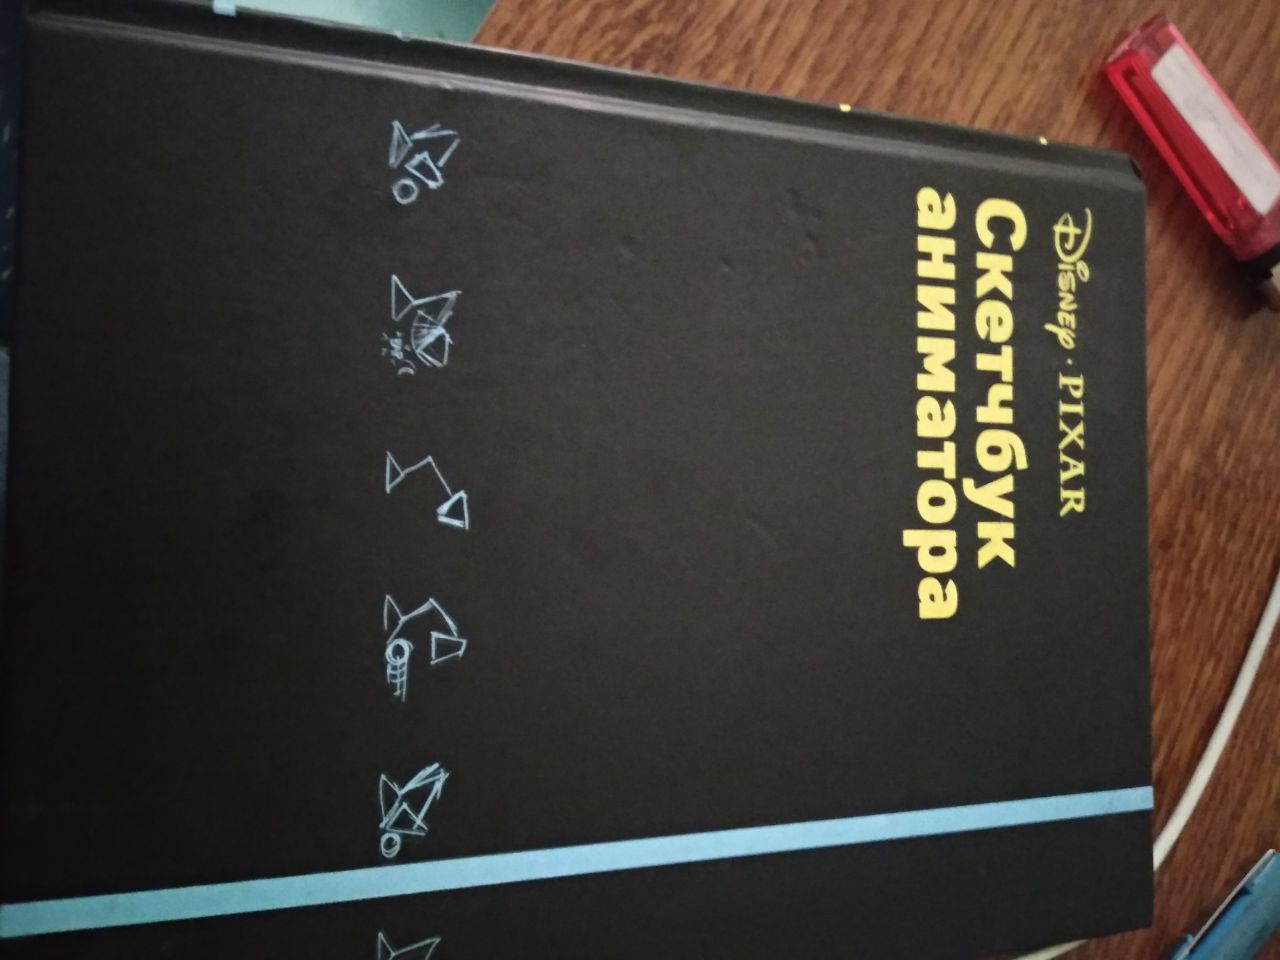 Disney · PIXAR
Скетчбук
аниматора